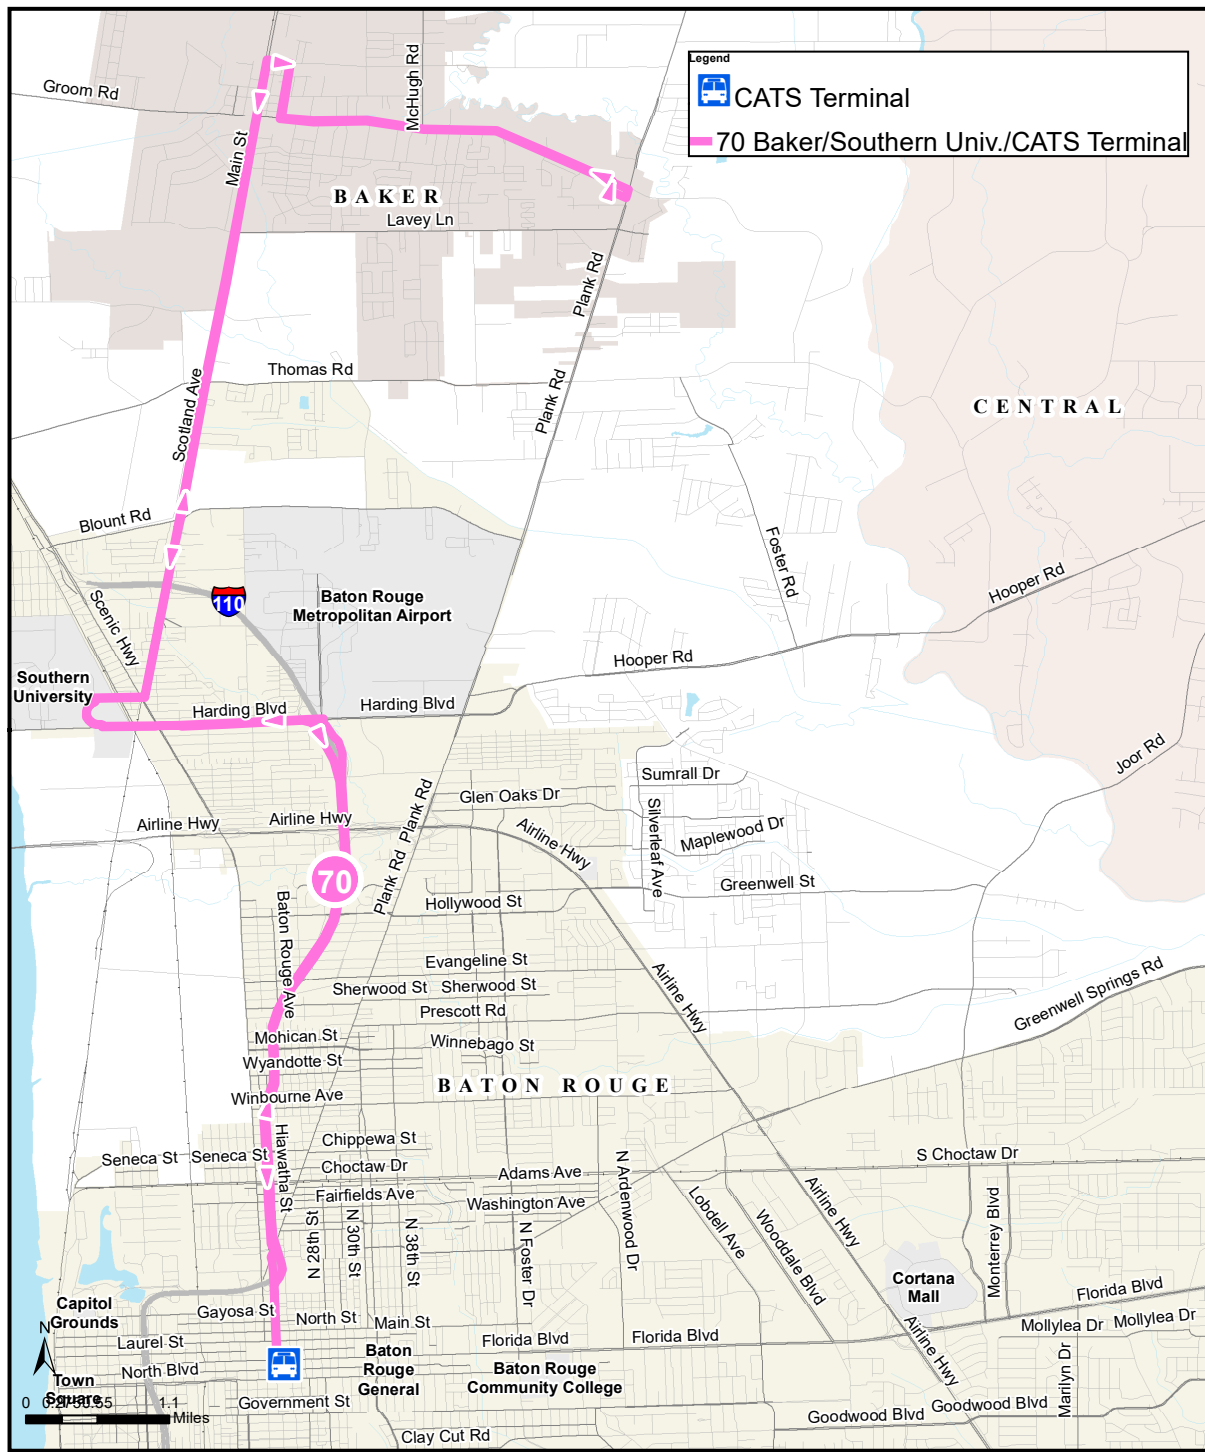 Legend
CATS Terminal
70 Baker/Southern Univ./CATS Terminal
Groom Rd
McHugh Rd
Main St
BAKER
Lavey Ln
Plank Rd
Thomas Rd
Plank Rd
CENTRAL
Scotland Ave
Blount Rd
Foster Rd
Hooper Rd
Scenic Hwy
110
Baton Rouge
Metropolitan Airport
Hooper Rd
Southern
University
Harding Blvd
Harding Blvd
Joor Rd
Sumrall Dr
Glen Oaks Dr
Silverleaf Ave
Maplewood Dr
Plank Rd
Airline Hwy
Airline Hwy
Airline Hwy
70
Plank Rd
Greenwell St
Baton Rouge Ave
Hollywood St
Evangeline St
Sherwood St
Sherwood St
Airline Hwy
Greenwell Springs Rd
Prescott Rd
Mohican St
Winnebago St
Wyandotte St
BATON ROUGE
Winbourne Ave
Hiawatha St
Chippewa St
Seneca St
Seneca St
Choctaw Dr
Adams Ave
S Choctaw Dr
N Ardenwood Dr
Fairfields Ave
Washington Ave
Lobdell Ave
Wooddale Blvd
Airline Hwy
Monterrey Blvd
N 28th St
N 30th St
N 38th St
N Foster Dr
Cortana
Mall
Florida Blvd
Capitol
Grounds
Gayosa St
North St
Main St
Mollylea Dr
Mollylea Dr
N
Laurel St
Florida Blvd
Florida Blvd
Airline Hwy
North Blvd
Baton
Rouge
General
Baton Rouge
Community College
Marilyn Dr
Town
Square
0 0.275 0.55 1.1
Miles
Government St
Goodwood Blvd
Goodwood Blvd
Clay Cut Rd